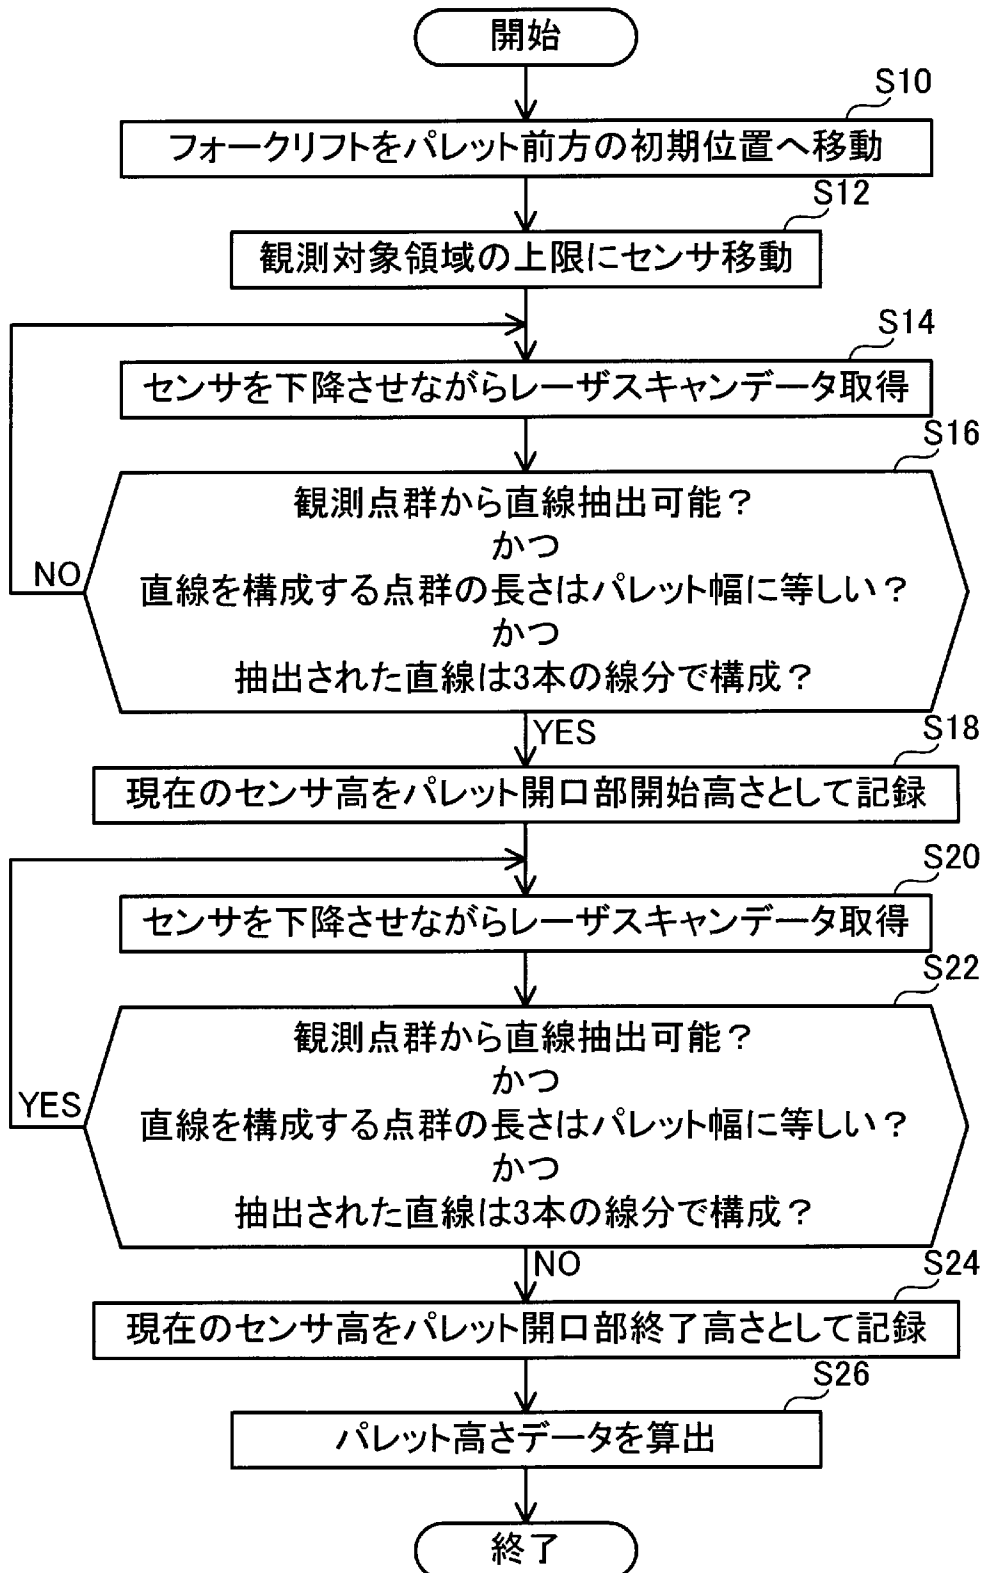 開始
S10
フォークリフトをパレット前方の初期位置へ移動
S12
観測対象領域の上限にセンサ移動
S14
センサを下降させながらレーザスキャンデータ取得
S16
観測点群から直線抽出可能？
かつ
NO
直線を構成する点群の長さはパレット幅に等しい？
かつ
抽出された直線は3本の線分で構成？
YES
S18
現在のセンサ高をパレット開口部開始高さとして記録
S20
センサを下降させながらレーザスキャンデータ取得
S22
観測点群から直線抽出可能？
かつ
YES
直線を構成する点群の長さはパレット幅に等しい？
かつ
抽出された直線は3本の線分で構成？
NO
S24
現在のセンサ高をパレット開口部終了高さとして記録
S26
パレット高さデータを算出
終了